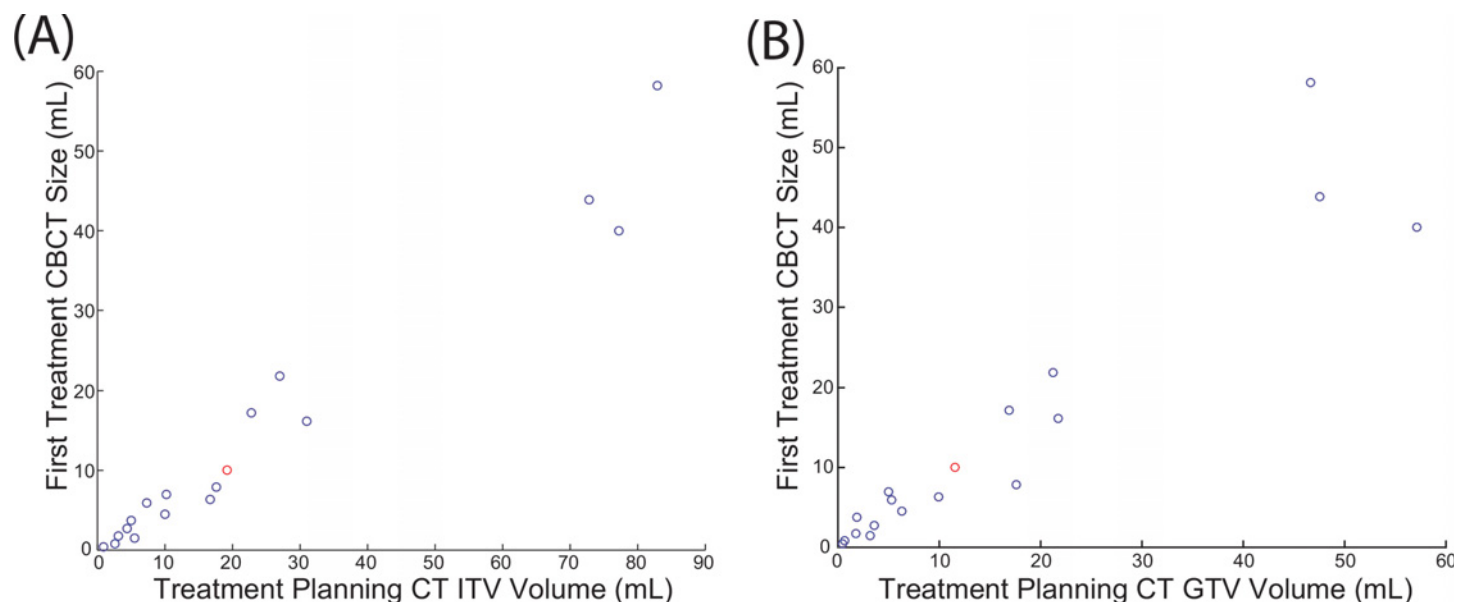 (A)
First Treatment CBCT Size (mL)
60
50
40
30
20
10
0
0 10 20 30 40 50 60 70 80 90
Treatment Planning CT ITV Volume (mL)
(B)
First Treatment CBCT Size (mL)
60
50
40
30
20
10
0
0 10 20 30 40 50 60
Treatment Planning CT GTV Volume (mL)